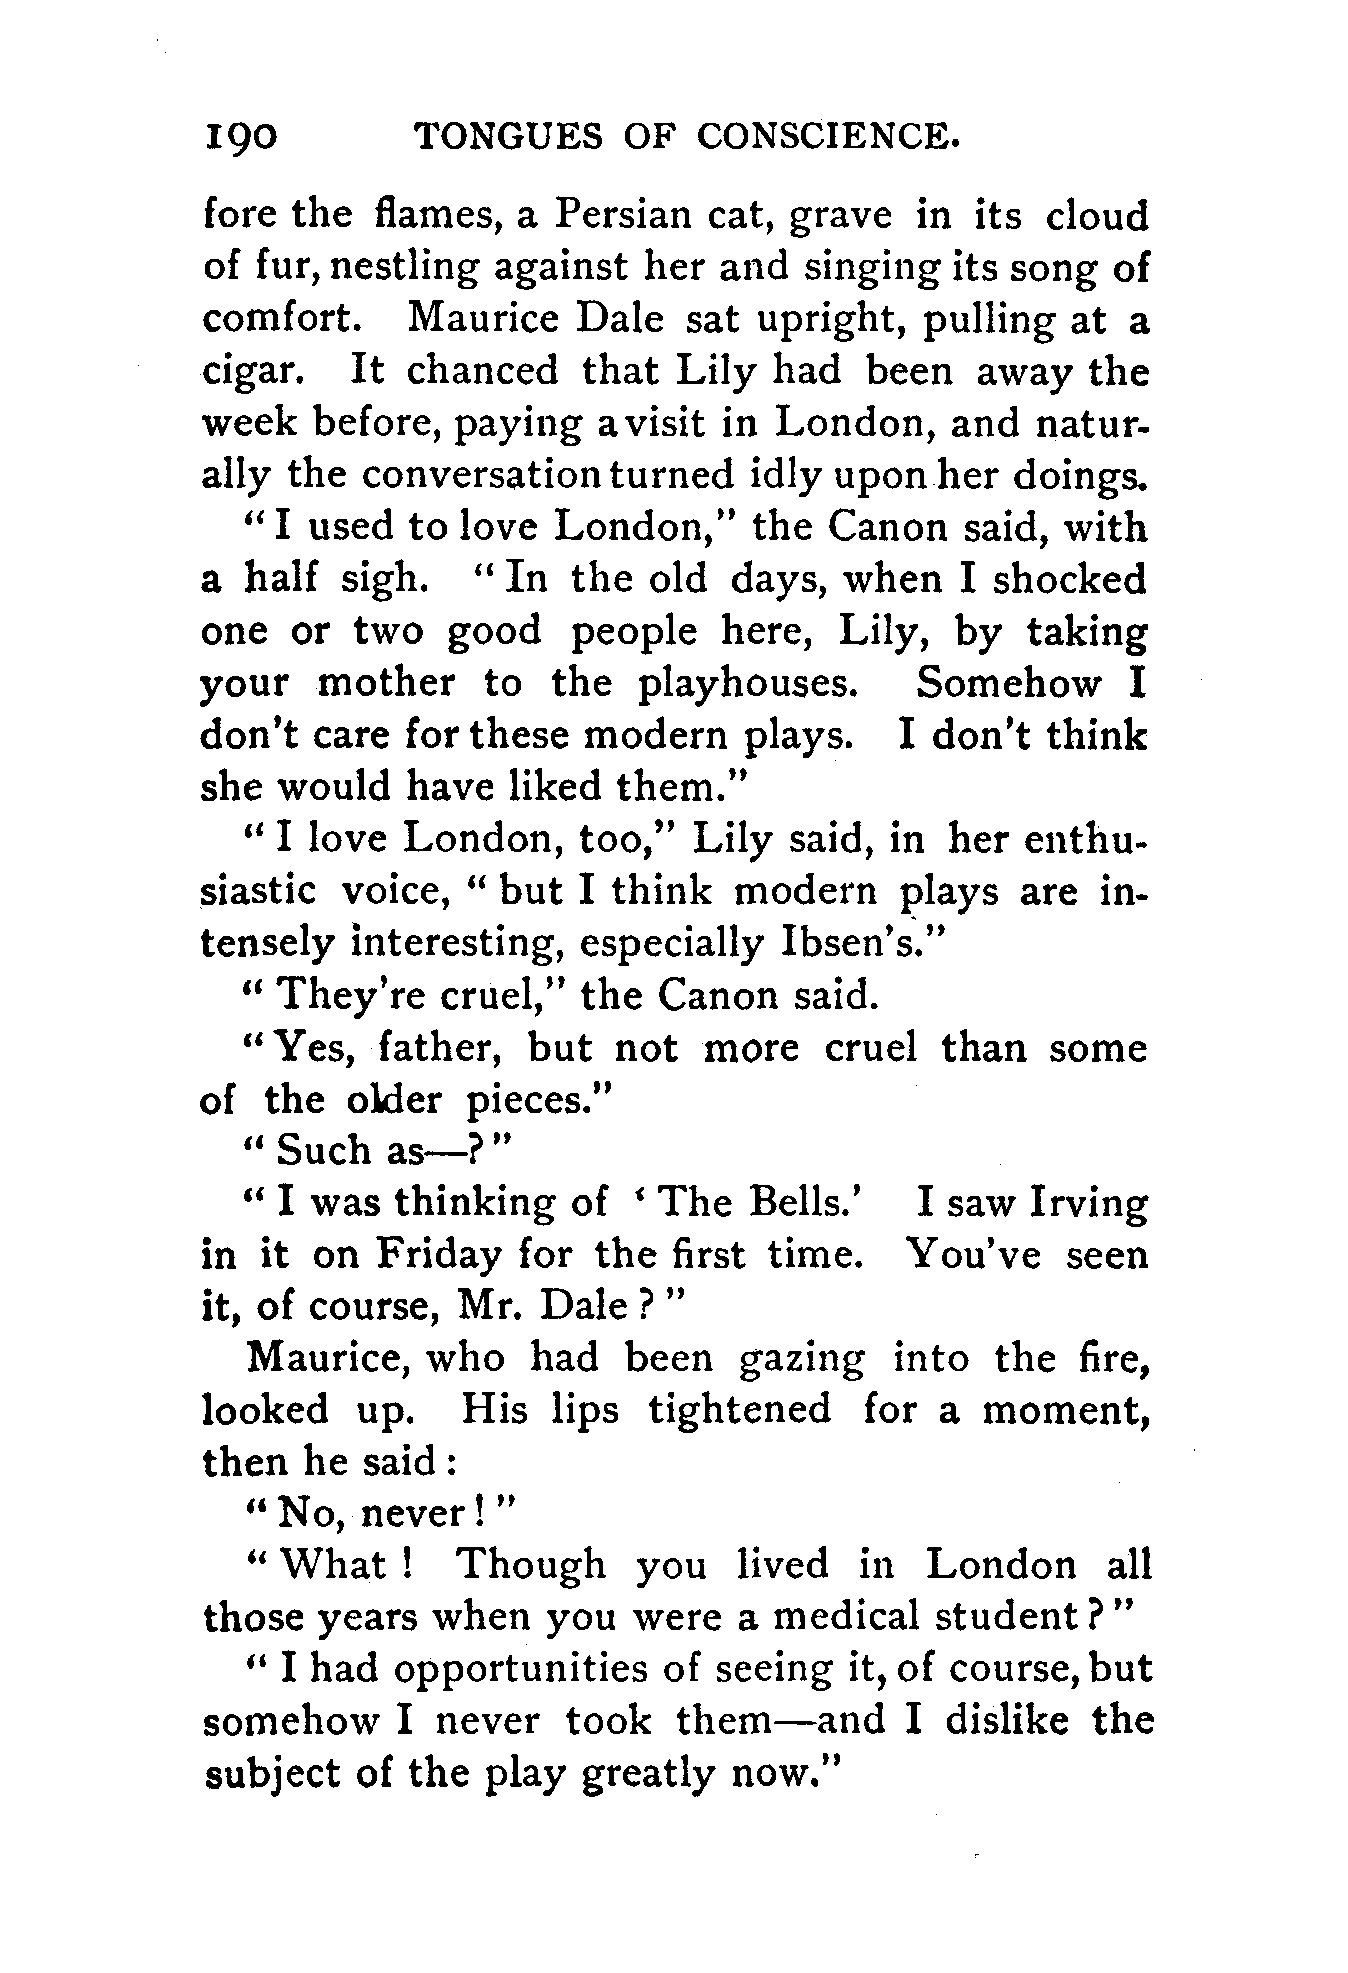 190 TONGUES OF CONSCIENCE.
fore the flames, a Persian cat, grave in its cloud
of fur, nestling against her and singing its song of
comfort. Maurice Dale sat upright, pulling at a
cigar. It chanced that Lily had been away the
week before, paying a visit in London, and natur-
ally the conversation turned idly upon her doings.
"I used to love London," the Canon said, with
a half sigh. "In the old days, when I shocked
one or two good people here, Lily, by taking
your mother to the playhouses. Somehow I
don't care for these modern plays. I don't think
she would have liked them."
"I love London, too," Lily said, in her enthu-
siastic voice, "but I think modern plays are in-
tensely interesting, especially Ibsen's."
"They're cruel," the Canon said.
"Yes, father, but not more cruel than some
of the older pieces."
"Such as—?"
"I was thinking of 'The Bells.' I saw Irving
in it on Friday for the first time. You've seen
it, of course, Mr. Dale?"
Maurice, who had been gazing into the fire,
looked up. His lips tightened for a moment,
then he said:
"No, never!"
"What! Though you lived in London all
those years when you were a medical student?"
"I had opportunities of seeing it, of course, but
somehow I never took them—and I dislike the
subject of the play greatly now."